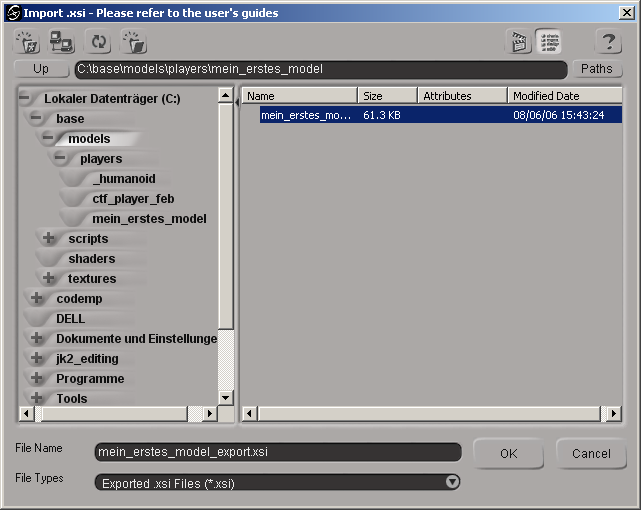 Import .xsi - Please refer to the user's guides
Up C:\base\models\players\mein_erstes_model Paths
Name Size Attributes Modified Date
mein_erstes_mo... 61.3 KB 08/06/06 15:43:24
Lokaler Datenträger (C:)
base
models
players
_humanoid
ctf_player_feb
mein_erstes_model
scripts
shaders
textures
codemp
DELL
Dokumente und Einstellunge
jk2_editing
Programme
Tools
File Name mein_erstes_model_export.xsi OK Cancel
File Types Exported .xsi Files (*.xsi)